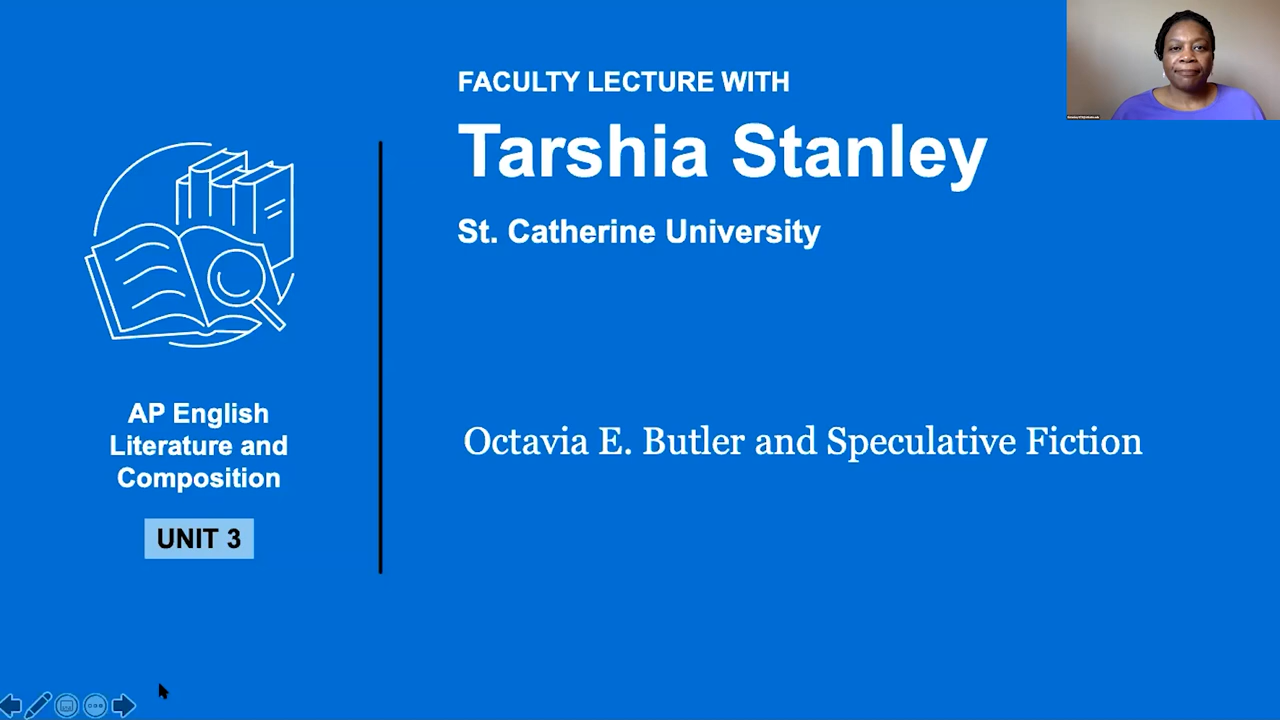 FACULTY LECTURE WITH
Tarshia Stanley
St. Catherine University
Octavia E. Butler and Speculative Fiction
AP English
Literature and
Composition
UNIT 3